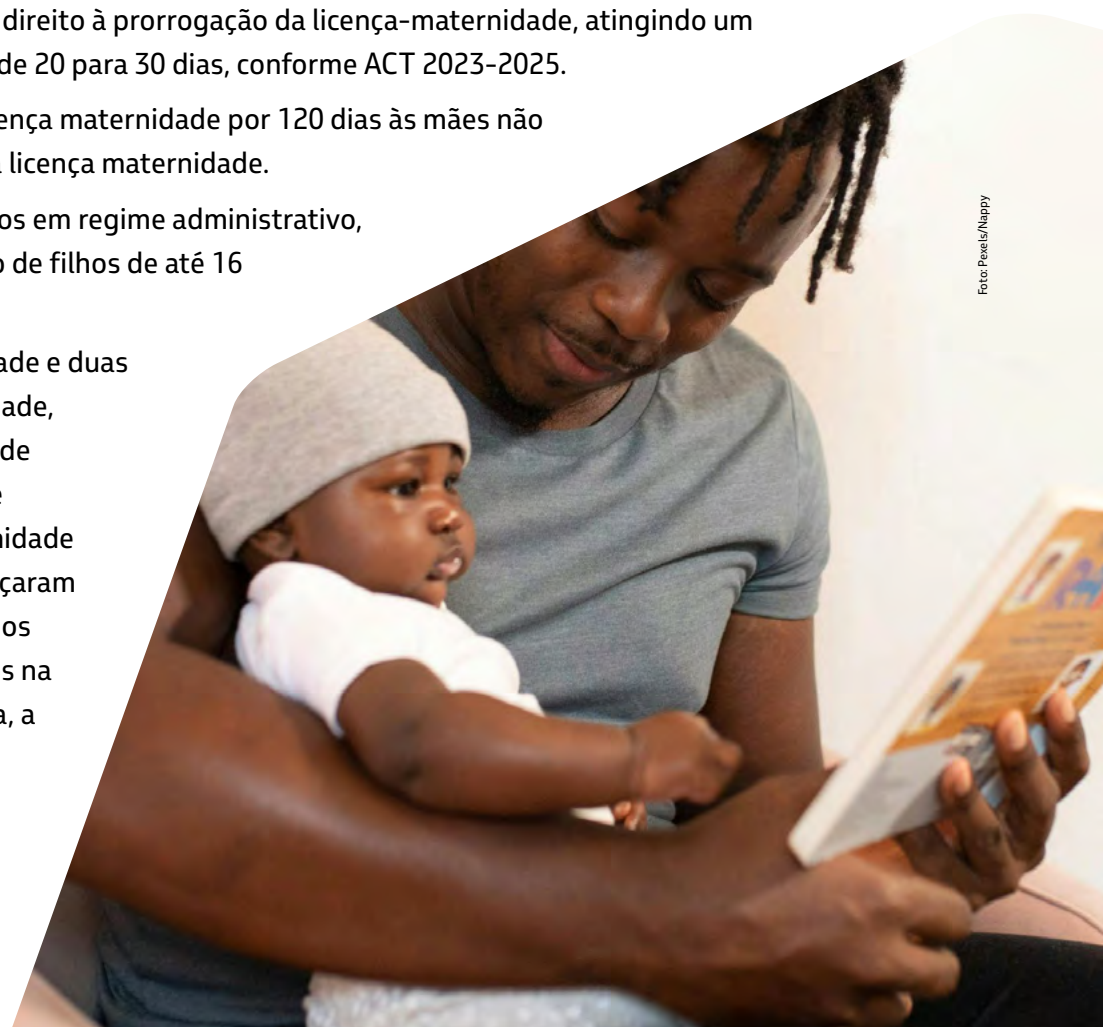 direito à prorrogação da licença-maternidade, atingindo um
de 20 para 30 dias, conforme ACT 2023-2025.
ença maternidade por 120 dias às mães não
licença maternidade.
os em regime administrativo,
o de filhos de até 16
ade e duas
ade,
de
e
nidade
çaram
os
s na
a, a
Foto: Pexels/Nappy